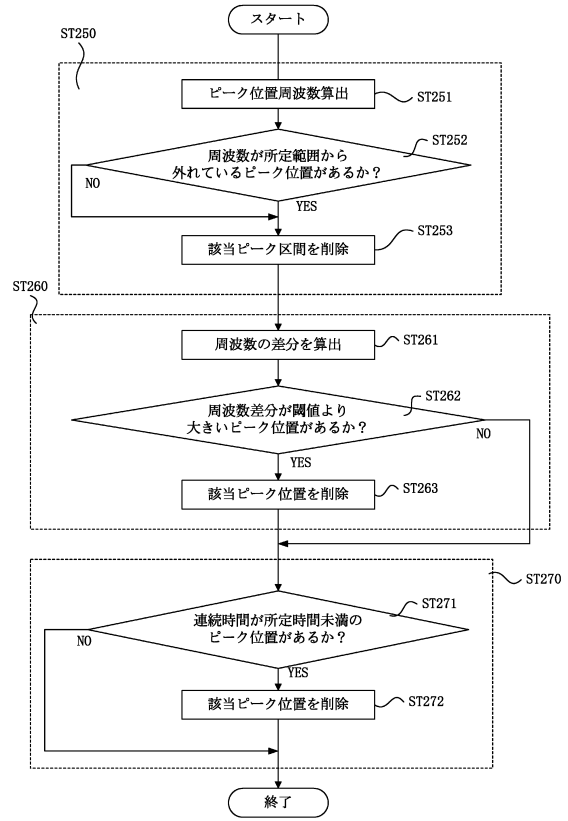 スタート
ST250
ピーク位置周波数算出
ST251
周波数が所定範囲から
外れているピーク位置があるか？
ST252
NO
YES
該当ピーク区間を削除
ST253
ST260
周波数の差分を算出
ST261
周波数差分が閾値より
大きいピーク位置があるか？
ST262
NO
YES
該当ピーク位置を削除
ST263
ST270
連続時間が所定時間未満の
ピーク位置があるか？
ST271
NO
YES
該当ピーク位置を削除
ST272
終了